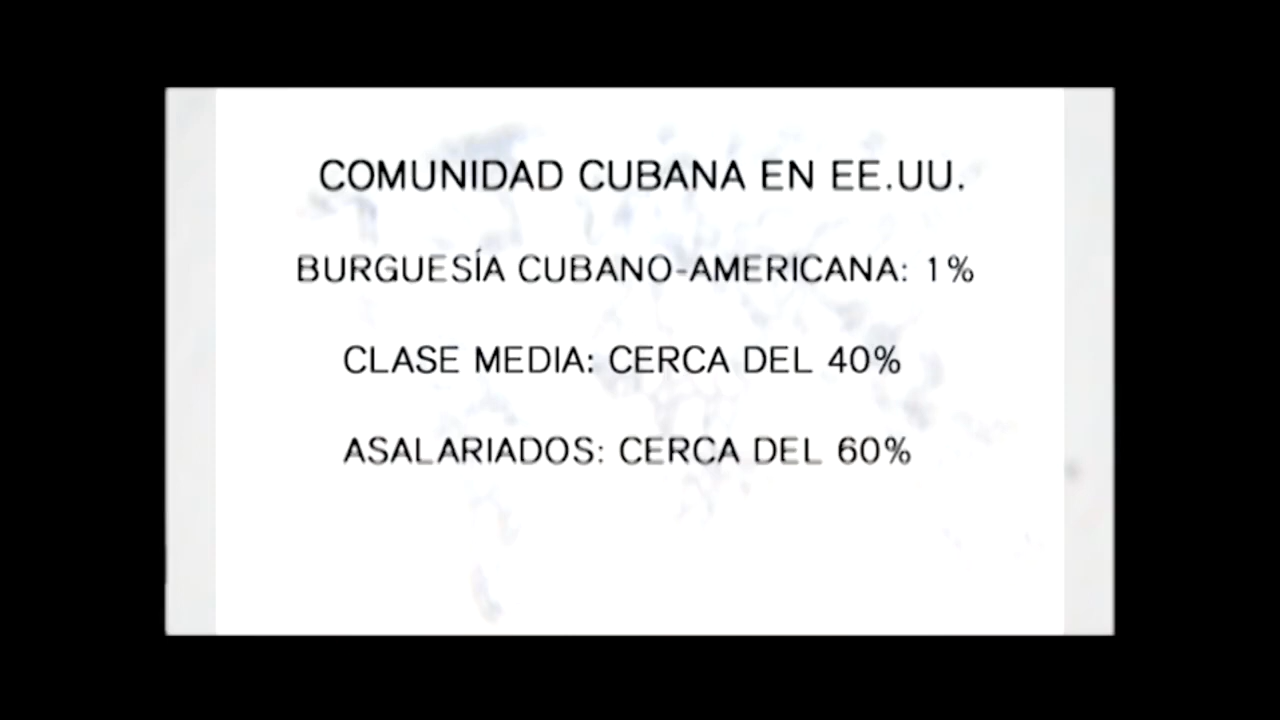 COMUNIDAD CUBANA EN EE.UU.
BURGUESÍA CUBANO-AMERICANA: 1%
CLASE MEDIA: CERCA DEL 40%
ASALARIADOS: CERCA DEL 60%